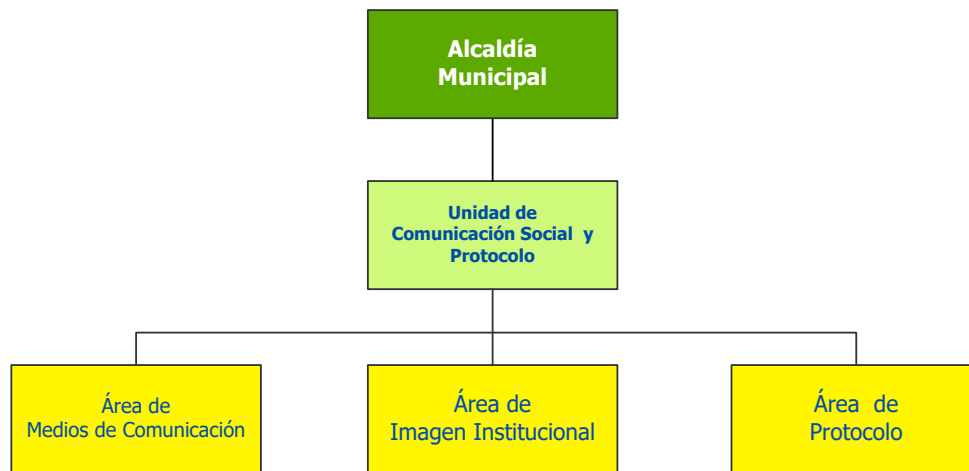 Alcaldía
Municipal
Unidad de
Comunicación Social y
Protocolo
Área de
Medios de Comunicación
Área de
Imagen Institucional
Área de
Protocolo